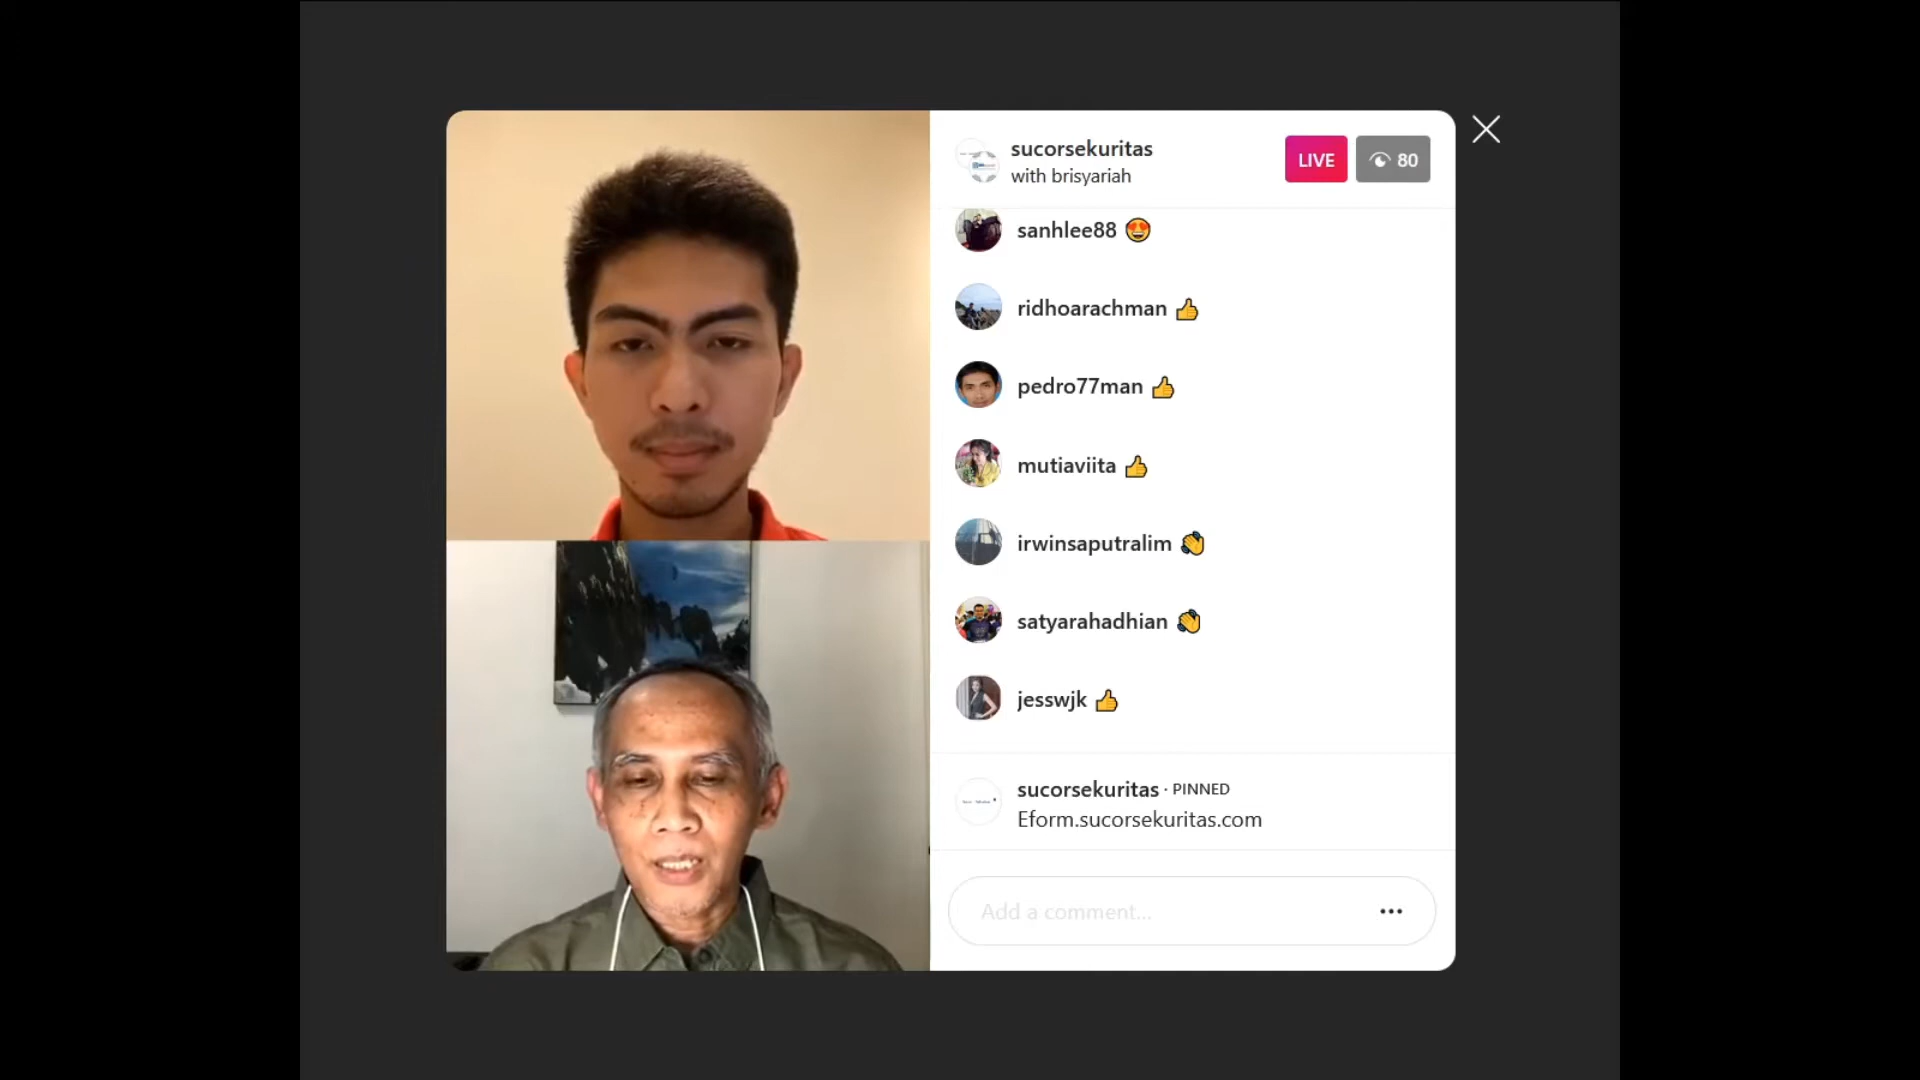 sucorsekuritas
with brisyariah
LIVE
80
sanhlee88 😍
ridhoarachman 👍
pedro77man 👍
mutiaviita 👍
irwinsaputralim 👏
satyarahadhian 👏
jesswjk 👍
sucorsekuritas · PINNED
Eform.sucorsekuritas.com
Add a comment...